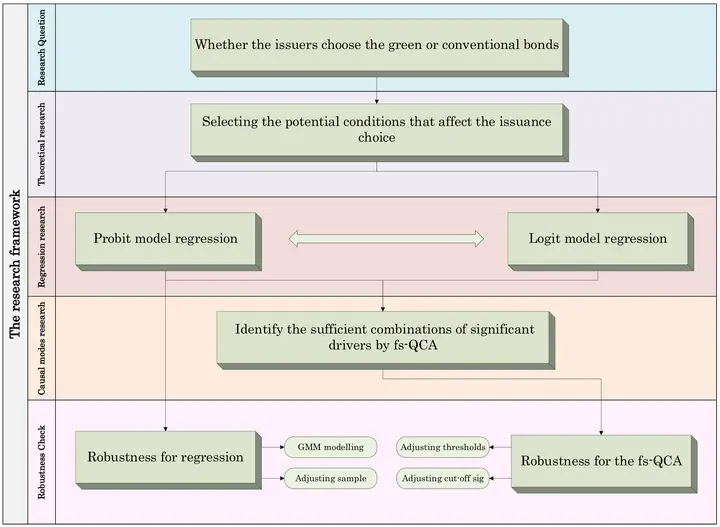 The research framework
Research Question
Whether the issuers choose the green or conventional bonds
Theoretical research
Selecting the potential conditions that affect the issuance
choice
Regression research
Probit model regression
Logit model regression
Causal modes research
Identify the sufficient combinations of significant
drivers by fs-QCA
Robustness Check
Robustness for regression
GMM modelling
Adjusting sample
Adjusting thresholds
Adjusting cut-off sig
Robustness for the fs-QCA